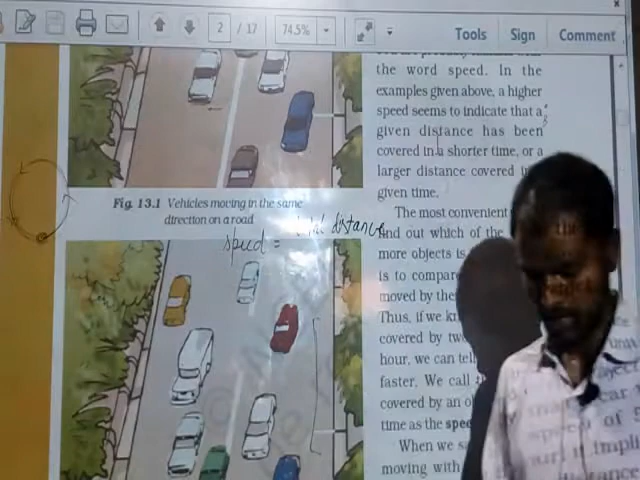 2 / 17
74.5%
Tools Sign Comment
the word speed. In the
examples given above, a higher
speed seems to indicate that a
given distance has been
covered in a shorter time, or a
larger distance covered
given time.
Fig. 13.1 Vehicles moving in the same
direction on a road
speed = distance
The most convenient
find out which of the
more objects is
is to compare
moved by the
Thus, if we
covered by two
hour, we can tell
faster. We call
covered by an
time as the
When we
moving with